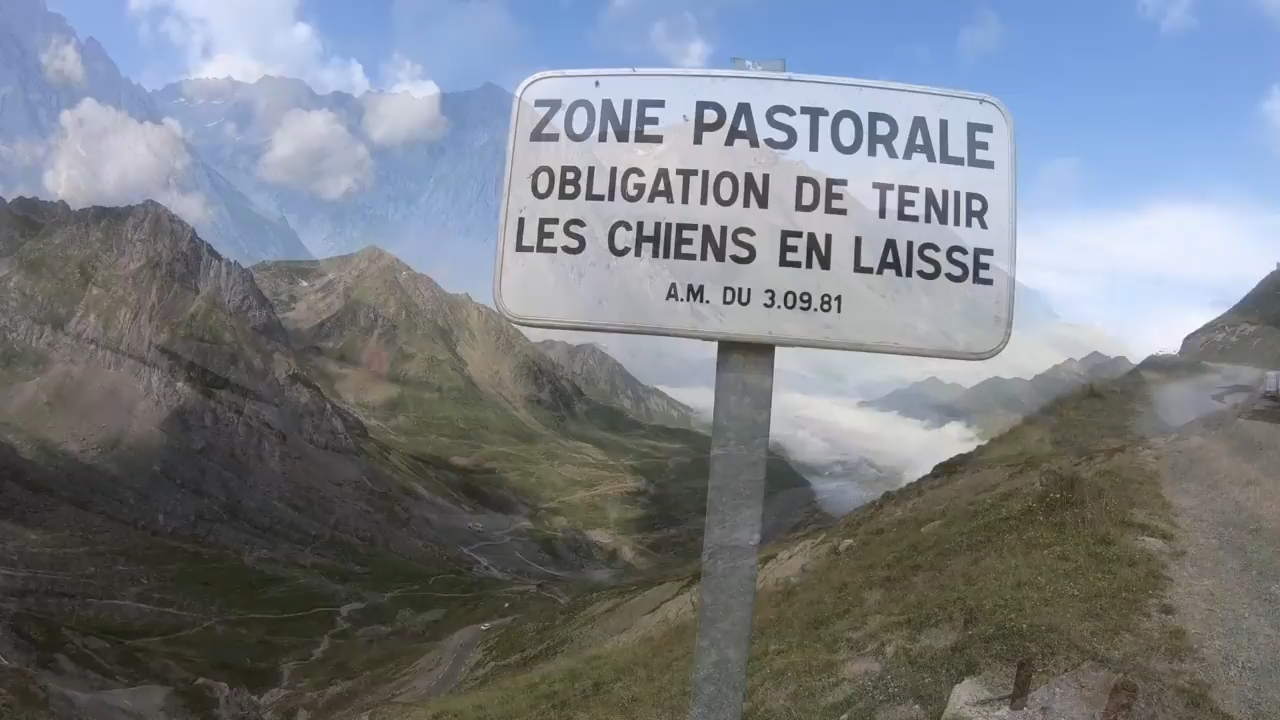 ZONE PASTORALE
OBLIGATION DE TENIR
LES CHIENS EN LAISSE
A.M. DU 3.09.81